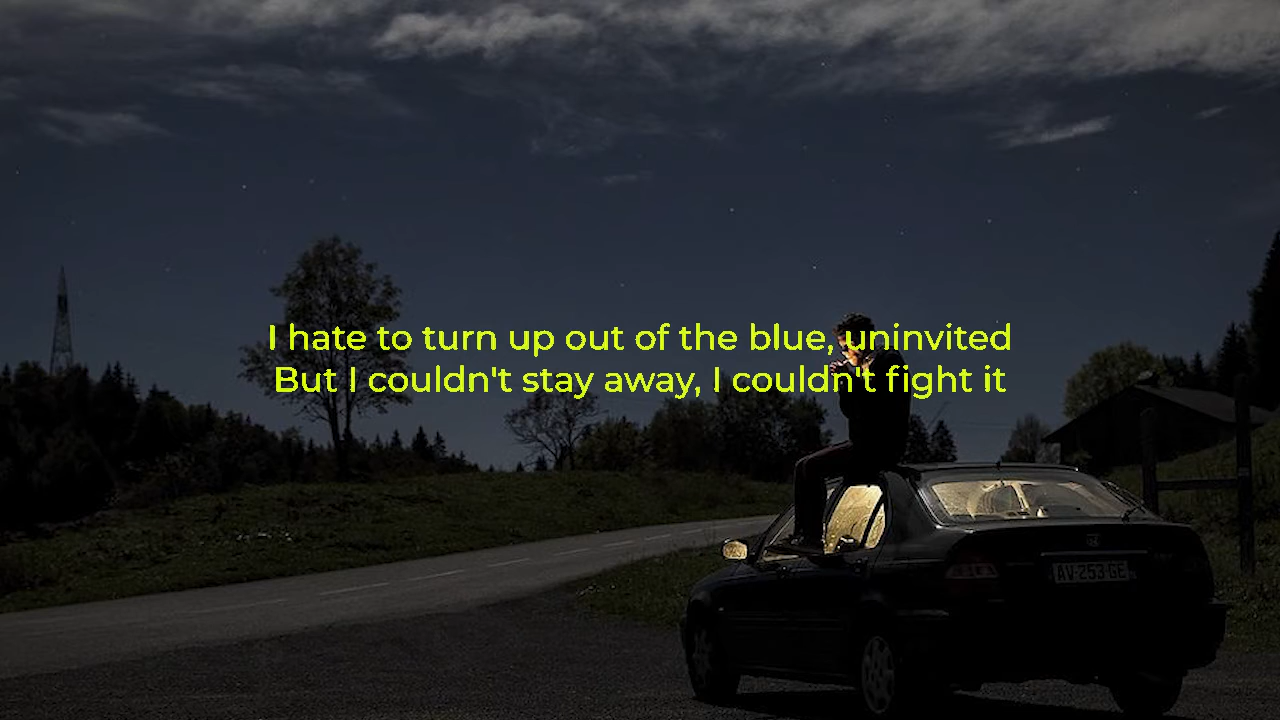 I hate to turn up out of the blue, uninvited
But I couldn't stay away, I couldn't fight it
AV-253-GE